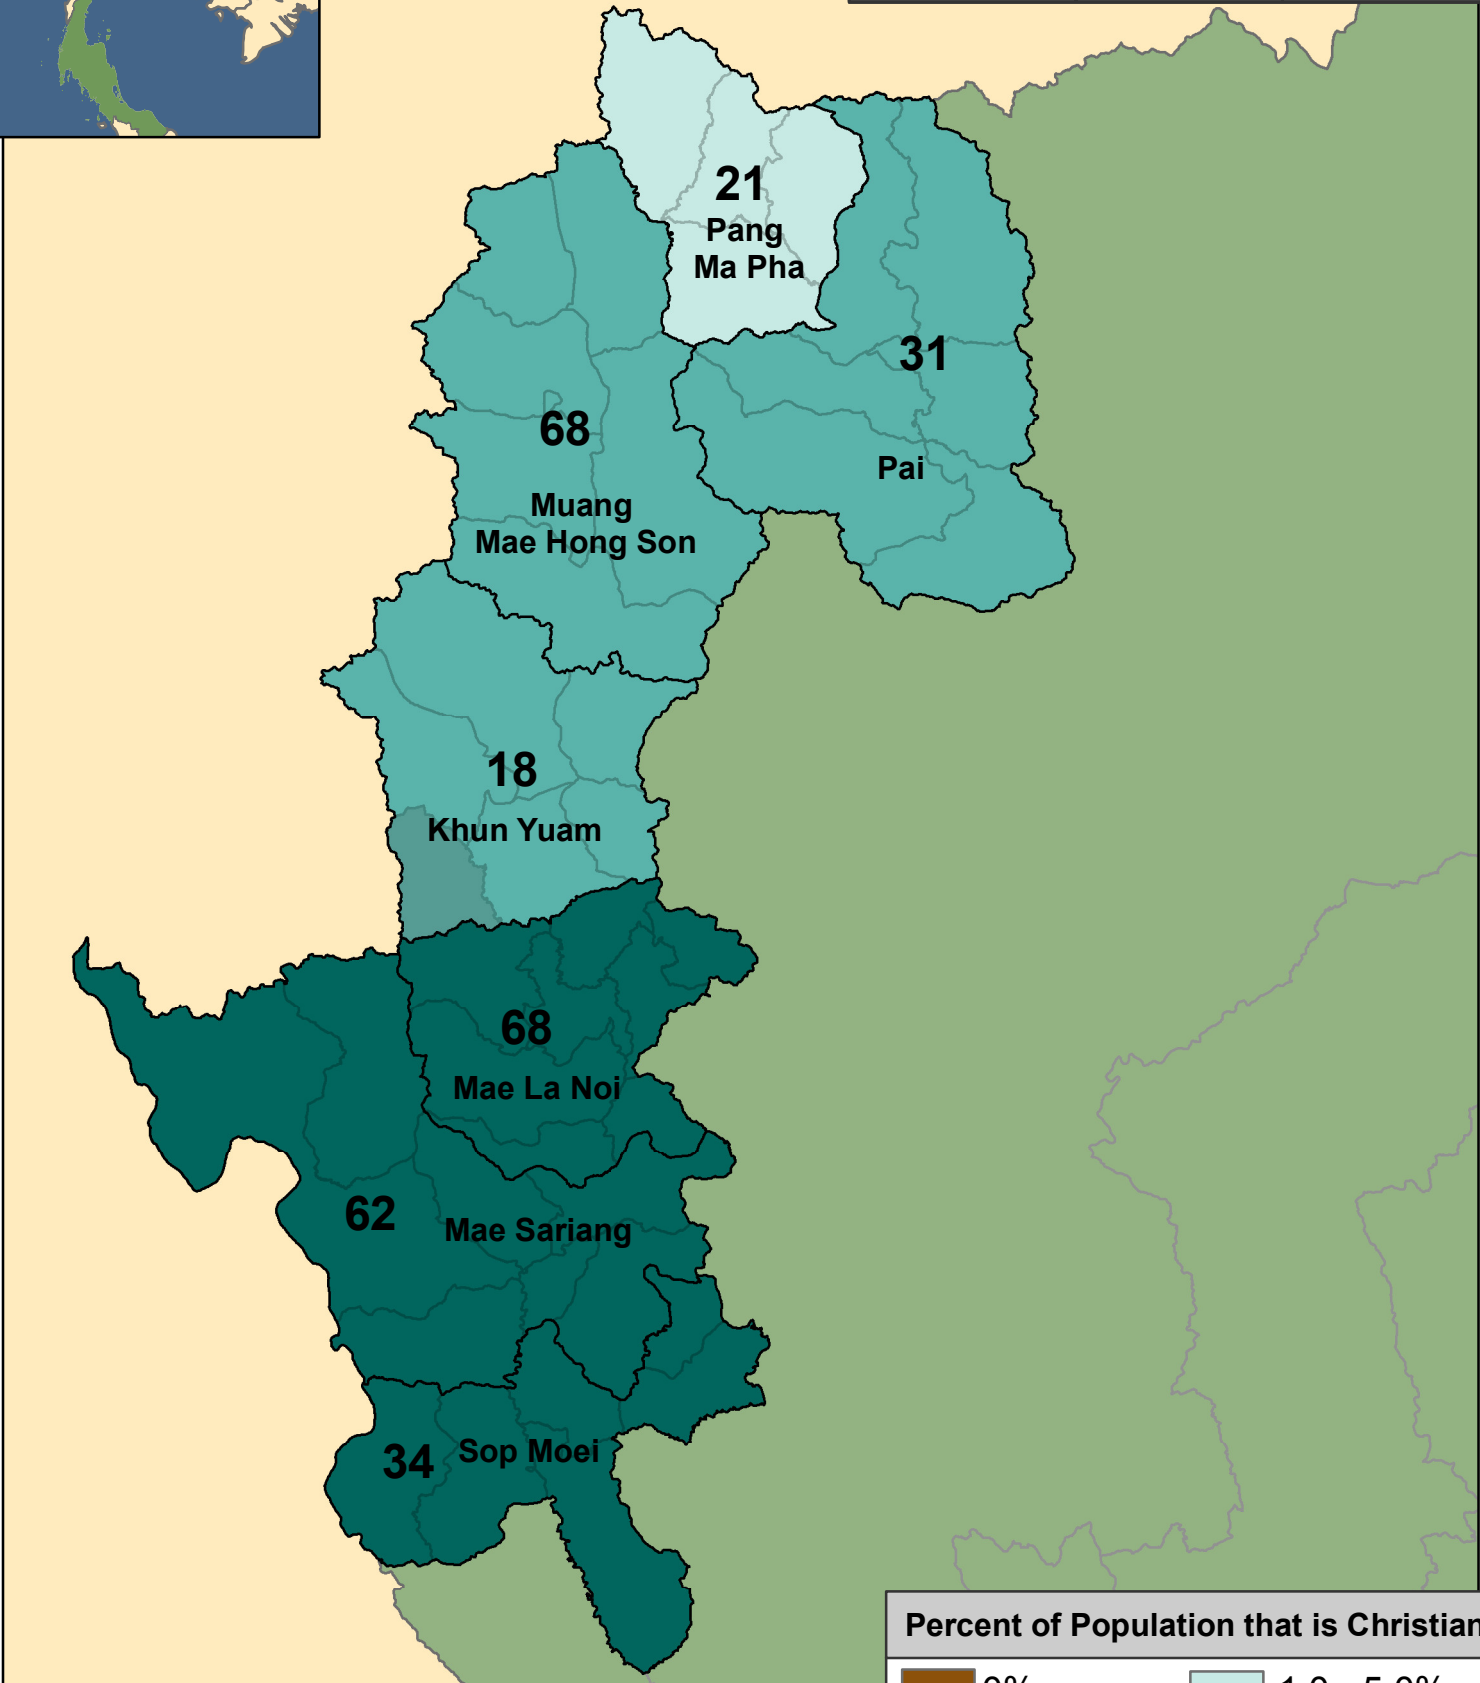 21
Pang
Ma Pha
31
68
Pai
Muang
Mae Hong Son
18
Khun Yuam
68
Mae La Noi
62
Mae Sariang
34
Sop Moei
Percent of Population that is Christian